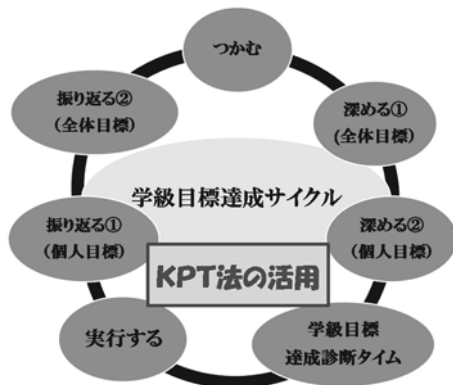 つかむ
深める①
(全体目標)
深める②
(個人目標)
学級目標
達成診断タイム
実行する
振り返る①
(個人目標)
振り返る②
(全体目標)
学級目標達成サイクル
KPT法の活用